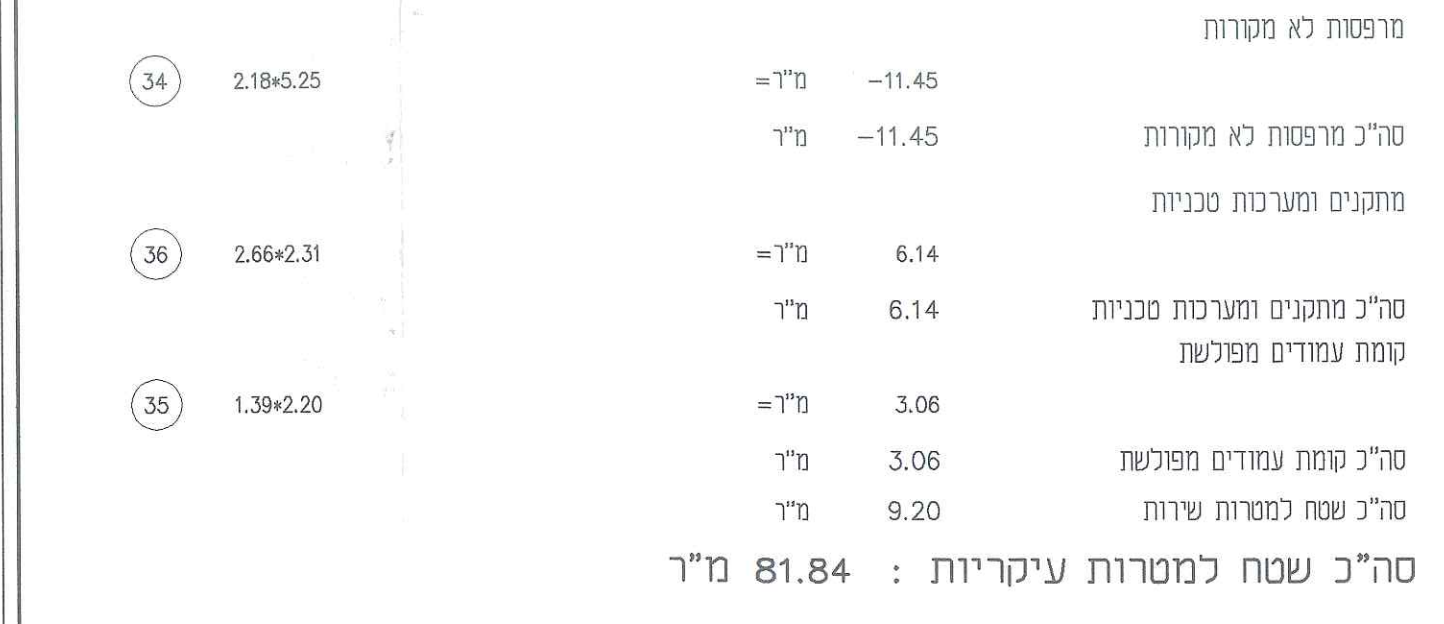 מרפסות לא מקורות
−11.45 מ"ר= 2.18*5.25 34
סה"כ מרפסות לא מקורות −11.45 מ"ר
מתקנים ומערכות טכניות
6.14 מ"ר= 2.66*2.31 36
סה"כ מתקנים ומערכות טכניות 6.14 מ"ר
קומת עמודים מפולשת
3.06 מ"ר= 1.39*2.20 35
סה"כ קומת עמודים מפולשת 3.06 מ"ר
סה"כ שטח למטרות שירות 9.20 מ"ר
סה"כ שטח למטרות עיקריות : 81.84 מ"ר